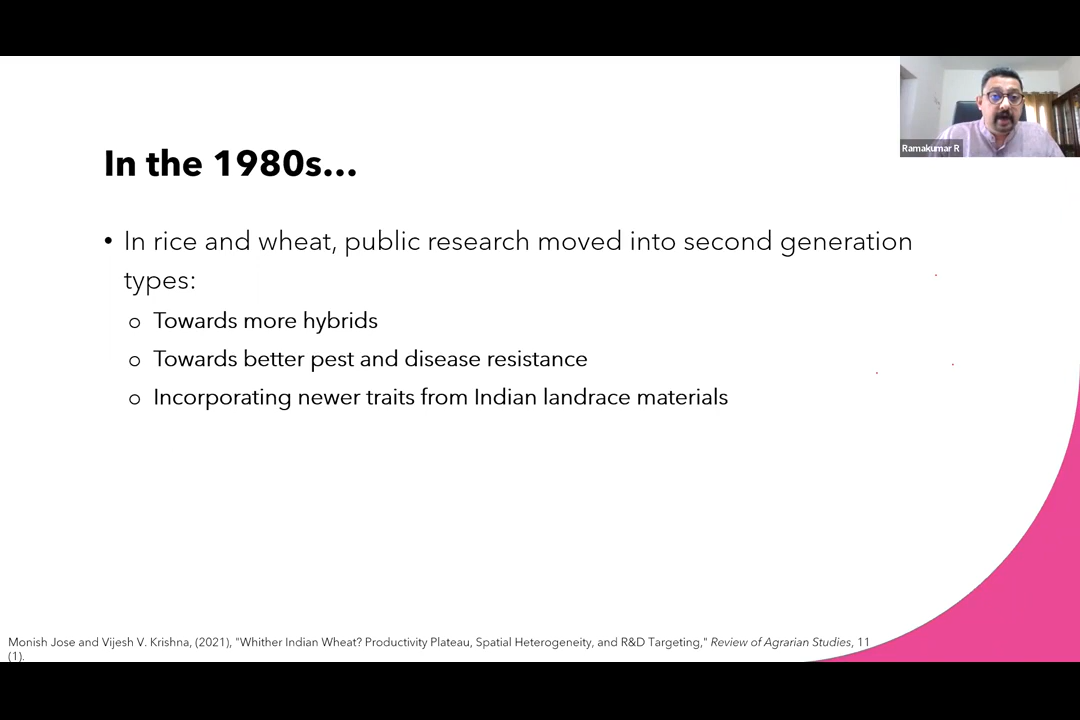 Ramakumar R
In the 1980s...
• In rice and wheat, public research moved into second generation
types:
o Towards more hybrids
o Towards better pest and disease resistance
o Incorporating newer traits from Indian landrace materials
Monish Jose and Vijesh V. Krishna, (2021), "Whither Indian Wheat? Productivity Plateau, Spatial Heterogeneity, and R&D Targeting," Review of Agrarian Studies, 11
(1).